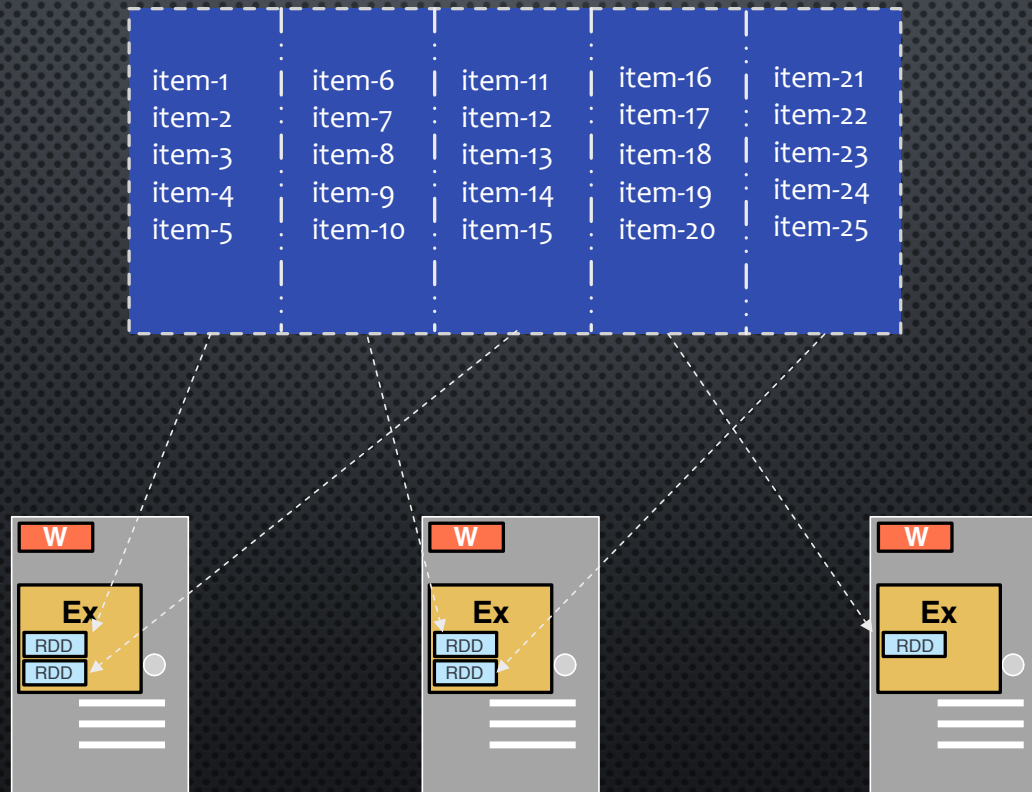 item-1
item-2
item-3
item-4
item-5
item-6
item-7
item-8
item-9
item-10
item-11
item-12
item-13
item-14
item-15
item-16
item-17
item-18
item-19
item-20
item-21
item-22
item-23
item-24
item-25
W
Ex
RDD
RDD
W
Ex
RDD
RDD
W
Ex
RDD